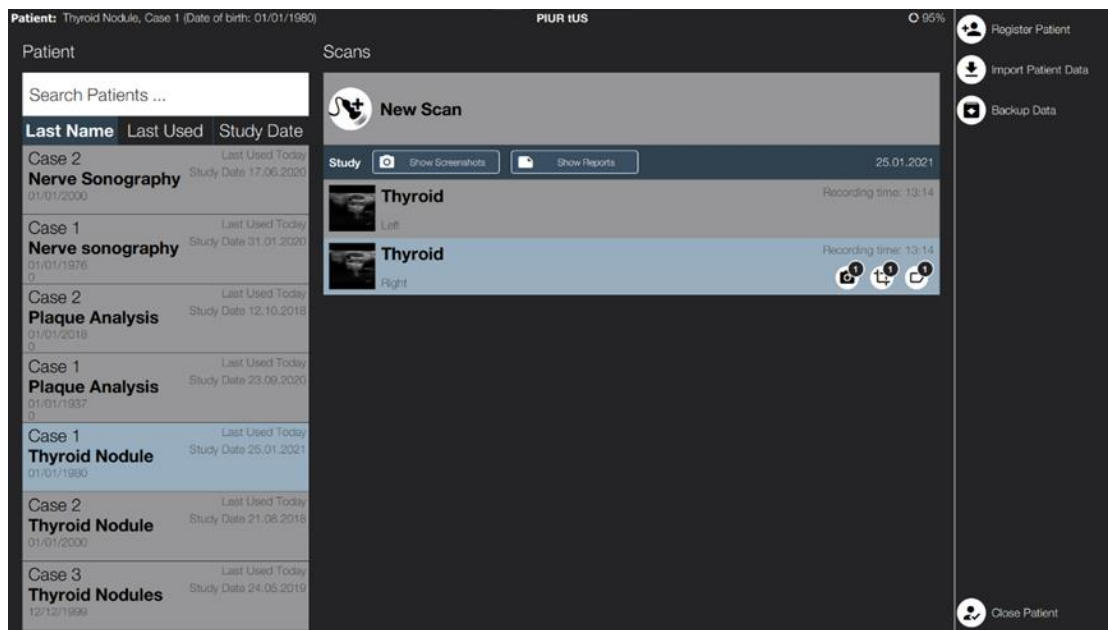 Patient: Thyroid Nodule, Case 1 (Date of birth: 01/01/1980)
PIUR tUS
95%
Patient
Search Patients ...
Last Name Last Used Study Date
Case 2 Last Used Today
Nerve Sonography Study Date 17.06.2020
01/01/2000
Case 1 Last Used Today
Nerve sonography Study Date 31.01.2020
01/01/1976
0
Case 2 Last Used Today
Plaque Analysis Study Date 12.10.2018
01/01/2018
0
Case 1 Last Used Today
Plaque Analysis Study Date 23.09.2020
01/01/1937
0
Case 1 Last Used Today
Thyroid Nodule Study Date 25.01.2021
01/01/1980
Case 2 Last Used Today
Thyroid Nodule Study Date 21.08.2018
01/01/2000
Case 3 Last Used Today
Thyroid Nodules Study Date 24.05.2019
12/12/1999
Scans
New Scan
Study Show Screenshots Show Reports 25.01.2021
Thyroid Recording time: 13:14
Left
Thyroid Recording time: 13:14
Right
1 1 1
Register Patient
Import Patient Data
Backup Data
Close Patient